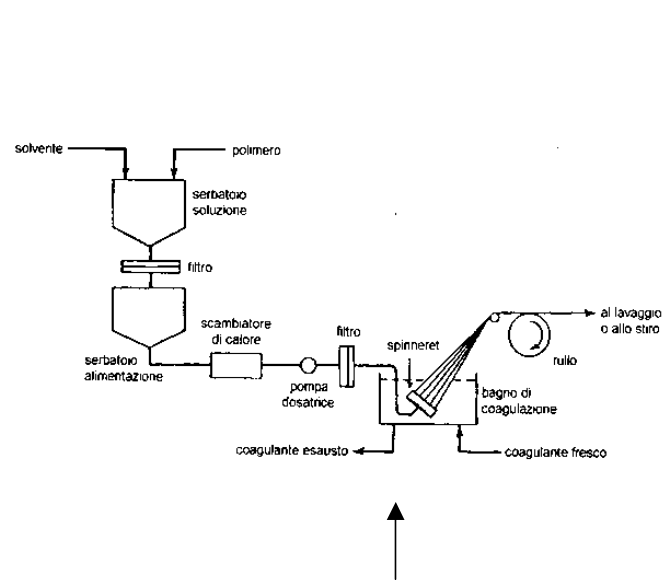 solvente
polimero
serbatoio
soluzione
filtro
scambiatore
di calore
filtro
spinneret
al lavaggio
o allo stiro
rullo
serbatoio
alimentazione
pompa
dosatrice
bagno di
coagulazione
coagulante esausto
coagulante fresco